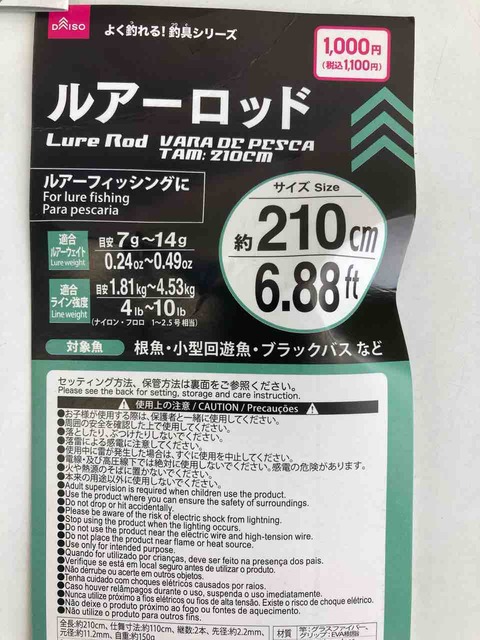 DAISO
よく釣れる!釣具シリーズ
1,000円
(税込1,100円)
ルアーロッド
Lure Rod VARA DE PESCA
TAM: 210CM
ルアーフィッシングに
For lure fishing
Para pescaria
サイズ Size
約210cm
6.88ft
適合
ルアーウェイト
Lure weight
目安 7g~14g
0.24oz~0.49oz
適合
ライン強度
Line weight
目安 1.81kg~4.53kg
4lb~10lb
(ナイロン・フロロ 1~2.5号相当)
対象魚 根魚・小型回遊魚・ブラックバス など
セッティング方法、保管方法は裏面をご参照ください。
Please see the back for setting, storage and care instruction.
使用上の注意 / CAUTION / Precauções
●お子様が使用する際は、保護者と一緒に使用してください。
●周囲の安全を確認した上で使用してください。
●落としたり、ぶつけたりしないでください。
●落雷による感電に注意してください。
●使用中に雷が発生した場合は、すぐに使用を中止してください。
●電線・及び高圧線下では絶対に使用しないでください。感電の危険があります。
●火や熱源のそばに置かないでください。
●本来の用途以外に使用しないでください。
●Adult supervision is required when children use the product.
●Use the product where you can ensure the safety of surroundings.
●Do not drop or hit accidentally.
●Please be aware of the risk of electric shock from lightning.
●Stop using the product when the lighting occurs.
●Do not use the product near the electric wire and high-tension wire.
●Do not place the product near flame or heat source.
●Use only for intended purpose.
●Quando for utilizado por crianças, deve ser feito na presença dos pais.
●Verifique se está em local seguro antes de utilizar o produto.
●Não derrube ou acerte em outros objetos.
●Tenha cuidado com choques elétricos causados por raios.
●Caso houver relâmpagos durante o uso, suspenda o uso imediatamente.
●Nunca utilize próximo a fios elétricos ou fios de alta tensão. Existe o risco de choque elétrico.
●Não deixe o produto próximo ao fogo ou fontes de aquecimento.
●Não utilize o produto para outros fins.
全長:約210cm、仕舞寸法:約110cm、継数:2本、先径:約2.2mm、
元径:約11.2mm、自重:約150g
材質
竿:グラスファイバー、
グリップ:EVA樹脂